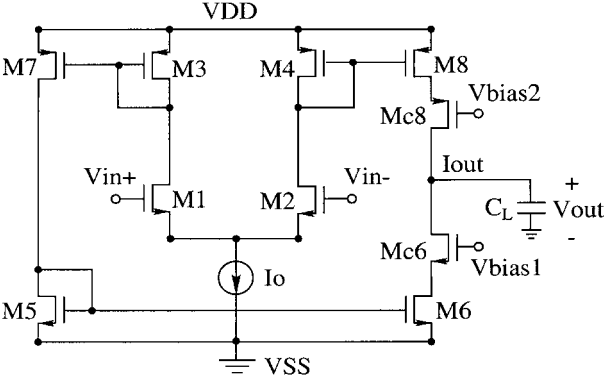 VDD
M7
M3
M4
M8
Vbias2
Mc8
Vin+
M1
M2
Vin-
Iout
CL
+
Vout
-
Mc6
Vbias1
Io
M5
M6
VSS